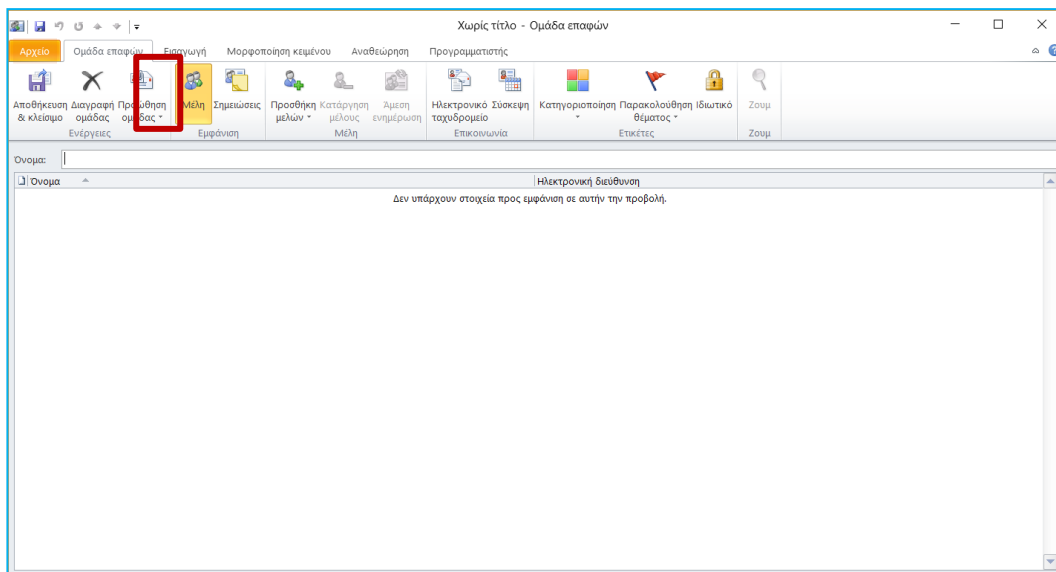 Χωρίς τίτλο - Ομάδα επαφών
Αρχείο Ομάδα επαφών Εισαγωγή Μορφοποίηση κειμένου Αναθεώρηση Προγραμματιστής
Αποθήκευση & κλείσιμο Διαγραφή ομάδας Προώθηση ομάδας Μέλη Σημειώσεις Προσθήκη μελών Κατάργηση μέλους Άμεση ενημέρωση Ηλεκτρονικό ταχυδρομείο Σύσκεψη Κατηγοριοποίηση Παρακολούθηση θέματος Ιδιωτικό Ζουμ
Ενέργειες Εμφάνιση Μέλη Επικοινωνία Ετικέτες Ζουμ
Όνομα:
Όνομα Ηλεκτρονική διεύθυνση
Δεν υπάρχουν στοιχεία προς εμφάνιση σε αυτήν την προβολή.